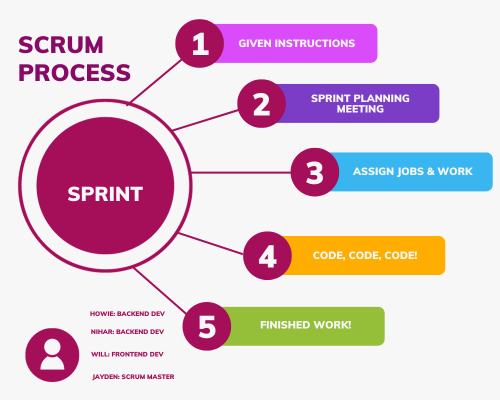 SCRUM
PROCESS
1
GIVEN INSTRUCTIONS
2
SPRINT PLANNING
MEETING
3
ASSIGN JOBS & WORK
SPRINT
4
CODE, CODE, CODE!
5
FINISHED WORK!
HOWIE: BACKEND DEV
NIHAR: BACKEND DEV
WILL: FRONTEND DEV
JAYDEN: SCRUM MASTER